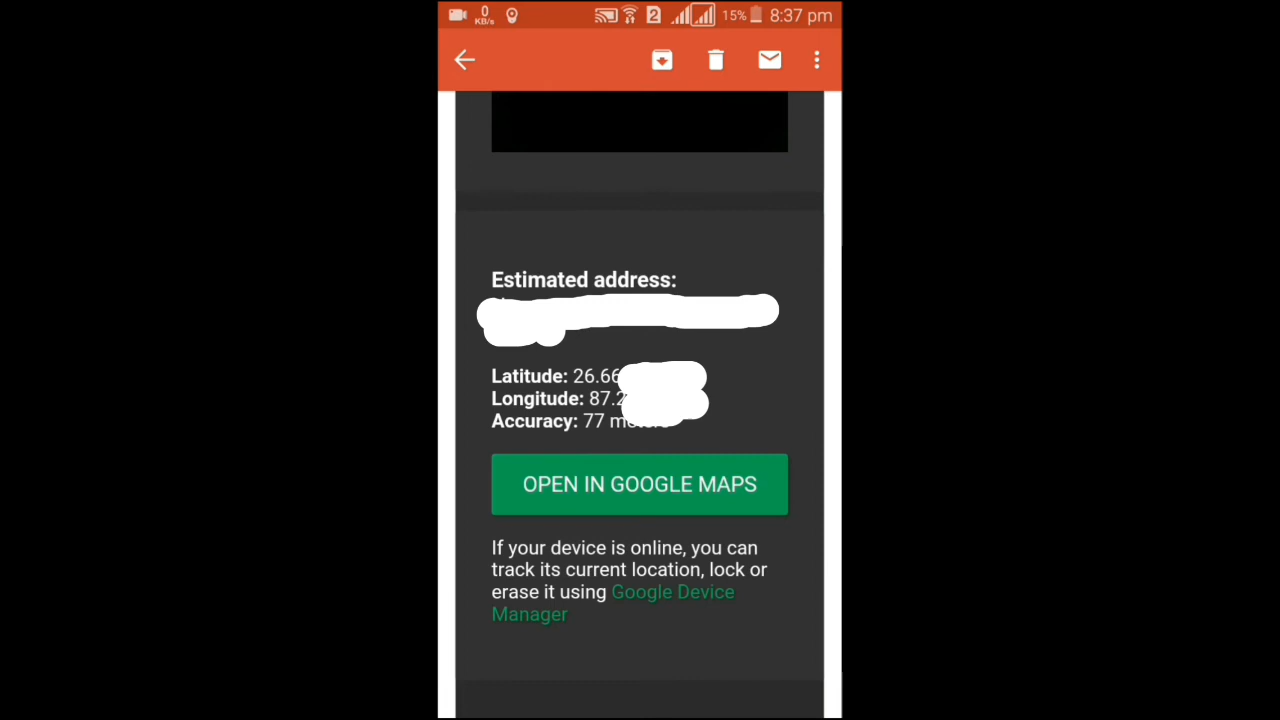 0
KB/s
2
15%
8:37 pm
Estimated address:
Latitude: 26.66
Longitude: 87.2
Accuracy: 77
OPEN IN GOOGLE MAPS
If your device is online, you can
track its current location, lock or
erase it using Google Device
Manager